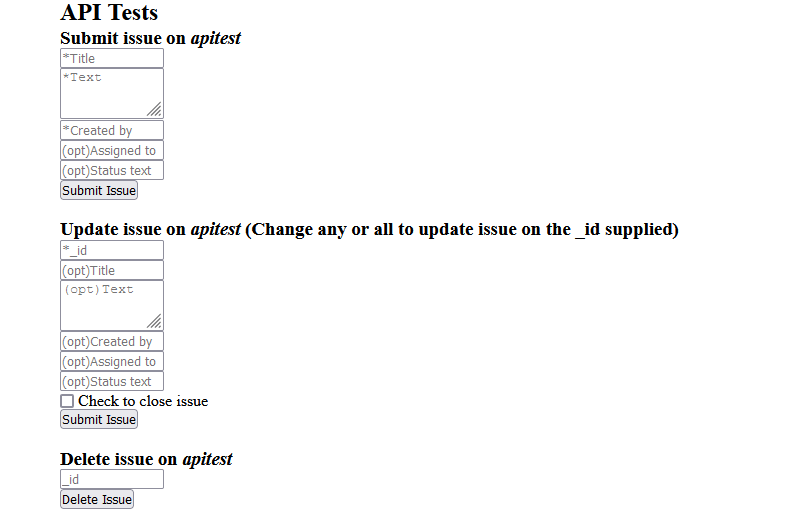 API Tests
Submit issue on apitest
*Title
*Text
*Created by
(opt)Assigned to
(opt)Status text
Submit Issue
Update issue on apitest (Change any or all to update issue on the _id supplied)
*_id
(opt)Title
(opt)Text
(opt)Created by
(opt)Assigned to
(opt)Status text
Check to close issue
Submit Issue
Delete issue on apitest
_id
Delete Issue